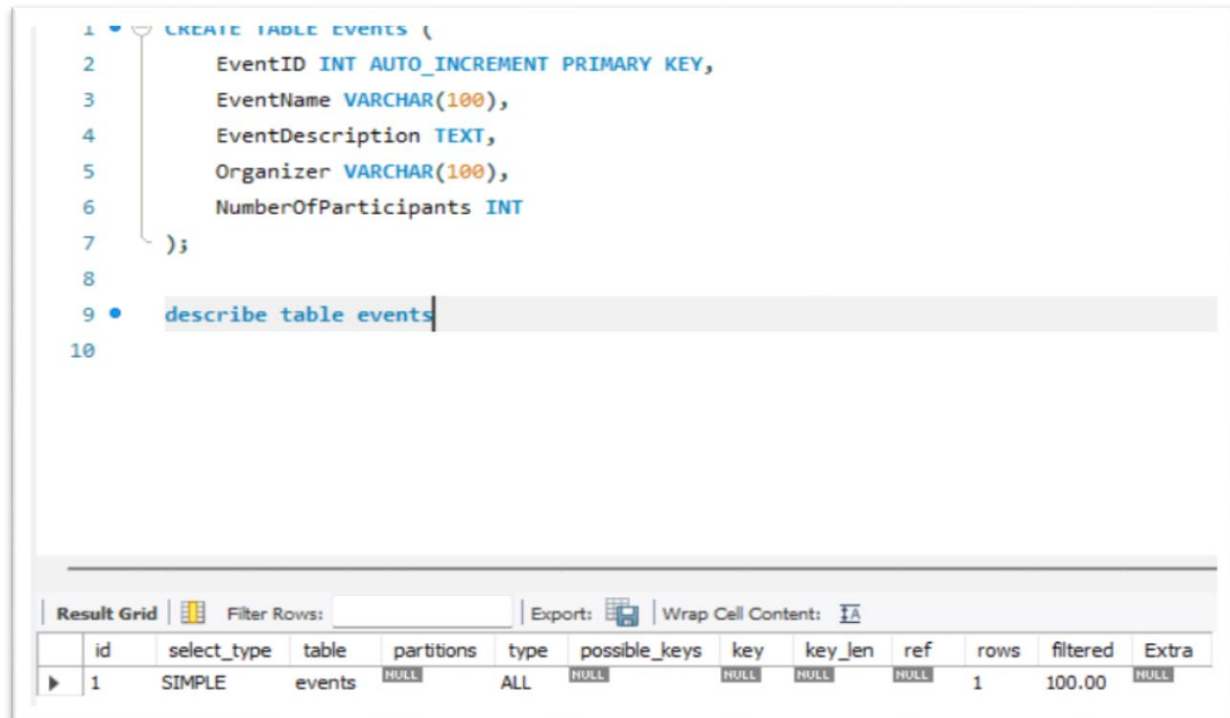 1 CREATE TABLE Events (
2 EventID INT AUTO_INCREMENT PRIMARY KEY,
3 EventName VARCHAR(100),
4 EventDescription TEXT,
5 Organizer VARCHAR(100),
6 NumberOfParticipants INT
7 );
8
9 describe table events
10
Result Grid Filter Rows: Export: Wrap Cell Content: IA
id select_type table partitions type possible_keys key key_len ref rows filtered Extra
1 SIMPLE events NULL ALL NULL NULL NULL NULL 1 100.00 NULL